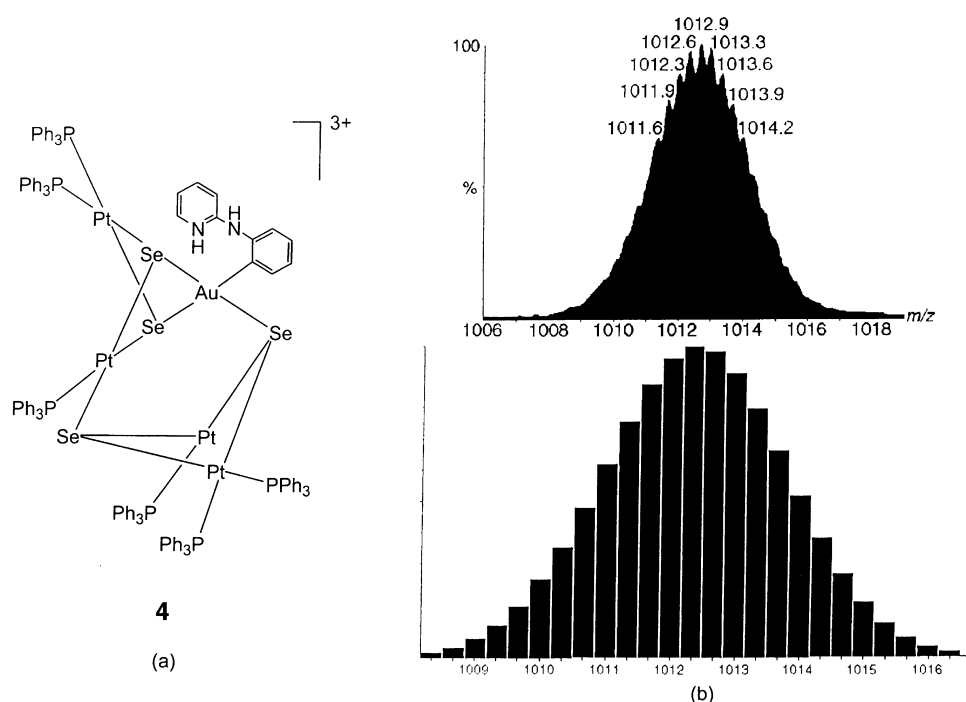 3+
Ph3P
Ph3P
Pt
H
N
N
H
Se
Au
Se
Se
Pt
Ph3P
Se
Pt
Pt
PPh3
Ph3P
Ph3P
4
(a)
1012.9
1012.6 1013.3
1012.3 1013.6
1011.9 1013.9
1011.6 1014.2
100
%
1006 1008 1010 1012 1014 1016 1018 m/z
1009 1010 1011 1012 1013 1014 1015 1016
(b)